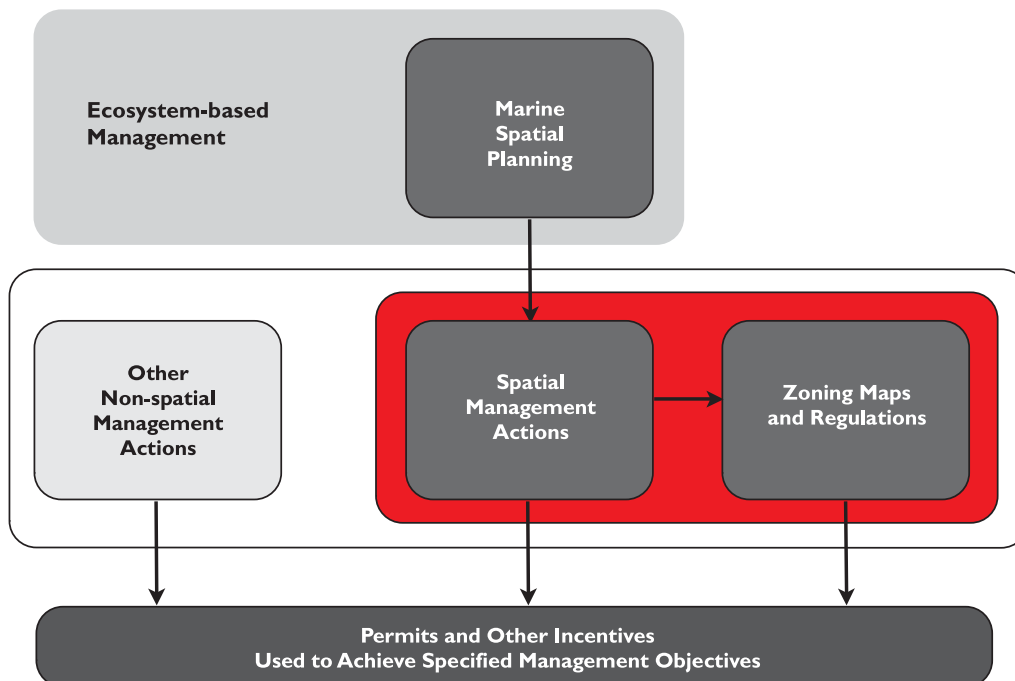 Ecosystem-based
Management
Marine
Spatial
Planning
Other
Non-spatial
Management
Actions
Spatial
Management
Actions
Zoning Maps
and Regulations
Permits and Other Incentives
Used to Achieve Specified Management Objectives